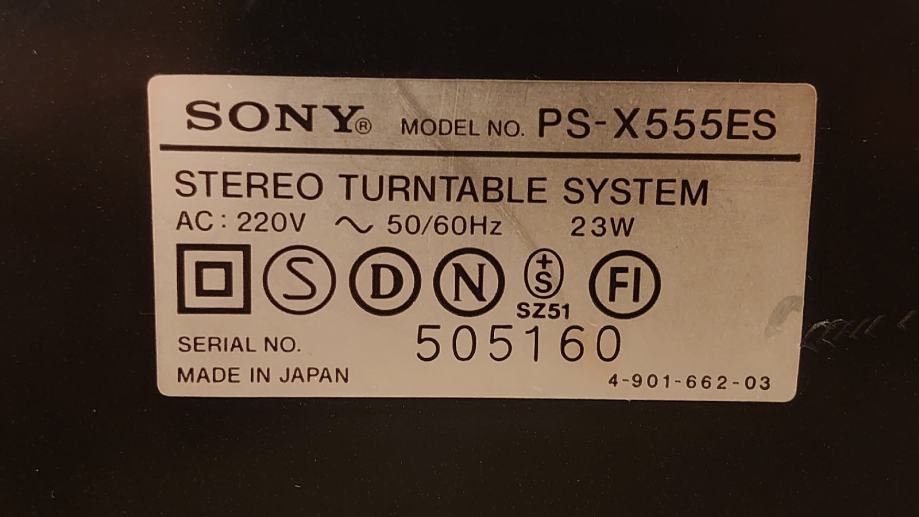 SONY® MODEL NO. PS-X555ES
STEREO TURNTABLE SYSTEM
AC: 220V ~ 50/60Hz 23W
S D N +S FI
SZ51
SERIAL NO. 505160
MADE IN JAPAN 4-901-662-03